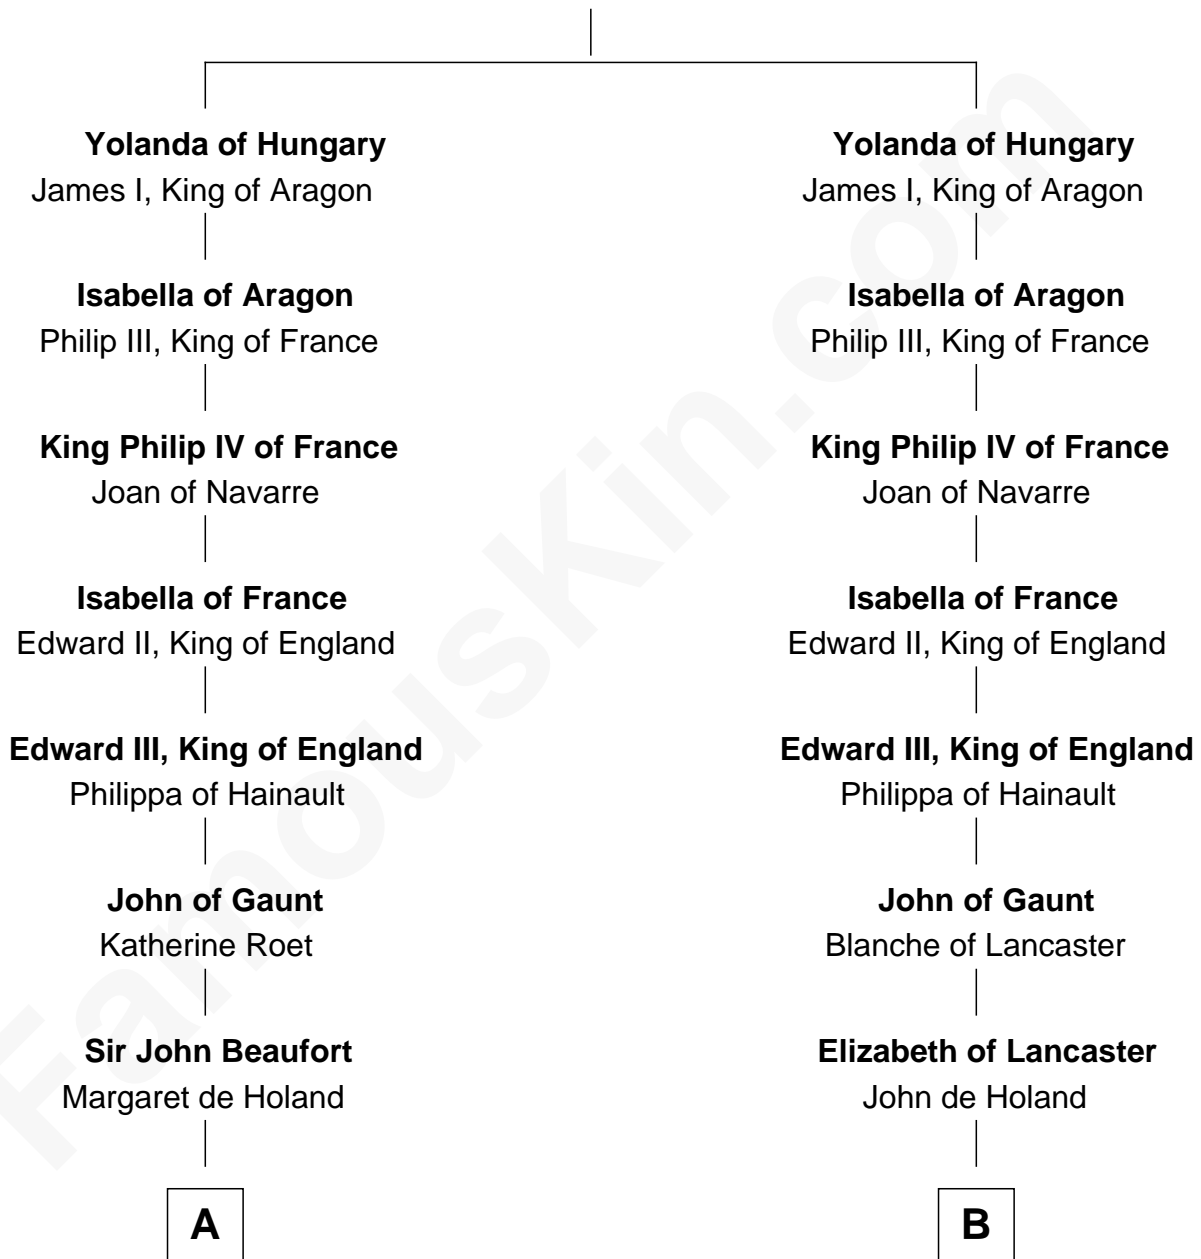 Yolanda of Hungary
James I, King of Aragon
Isabella of Aragon
Philip III, King of France
King Philip IV of France
Joan of Navarre
Isabella of France
Edward II, King of England
Edward III, King of England
Philippa of Hainault
John of Gaunt
Katherine Roet
Sir John Beaufort
Margaret de Holand
A
Yolanda of Hungary
James I, King of Aragon
Isabella of Aragon
Philip III, King of France
King Philip IV of France
Joan of Navarre
Isabella of France
Edward II, King of England
Edward III, King of England
Philippa of Hainault
John of Gaunt
Blanche of Lancaster
Elizabeth of Lancaster
John de Holand
B
FamousKin.com